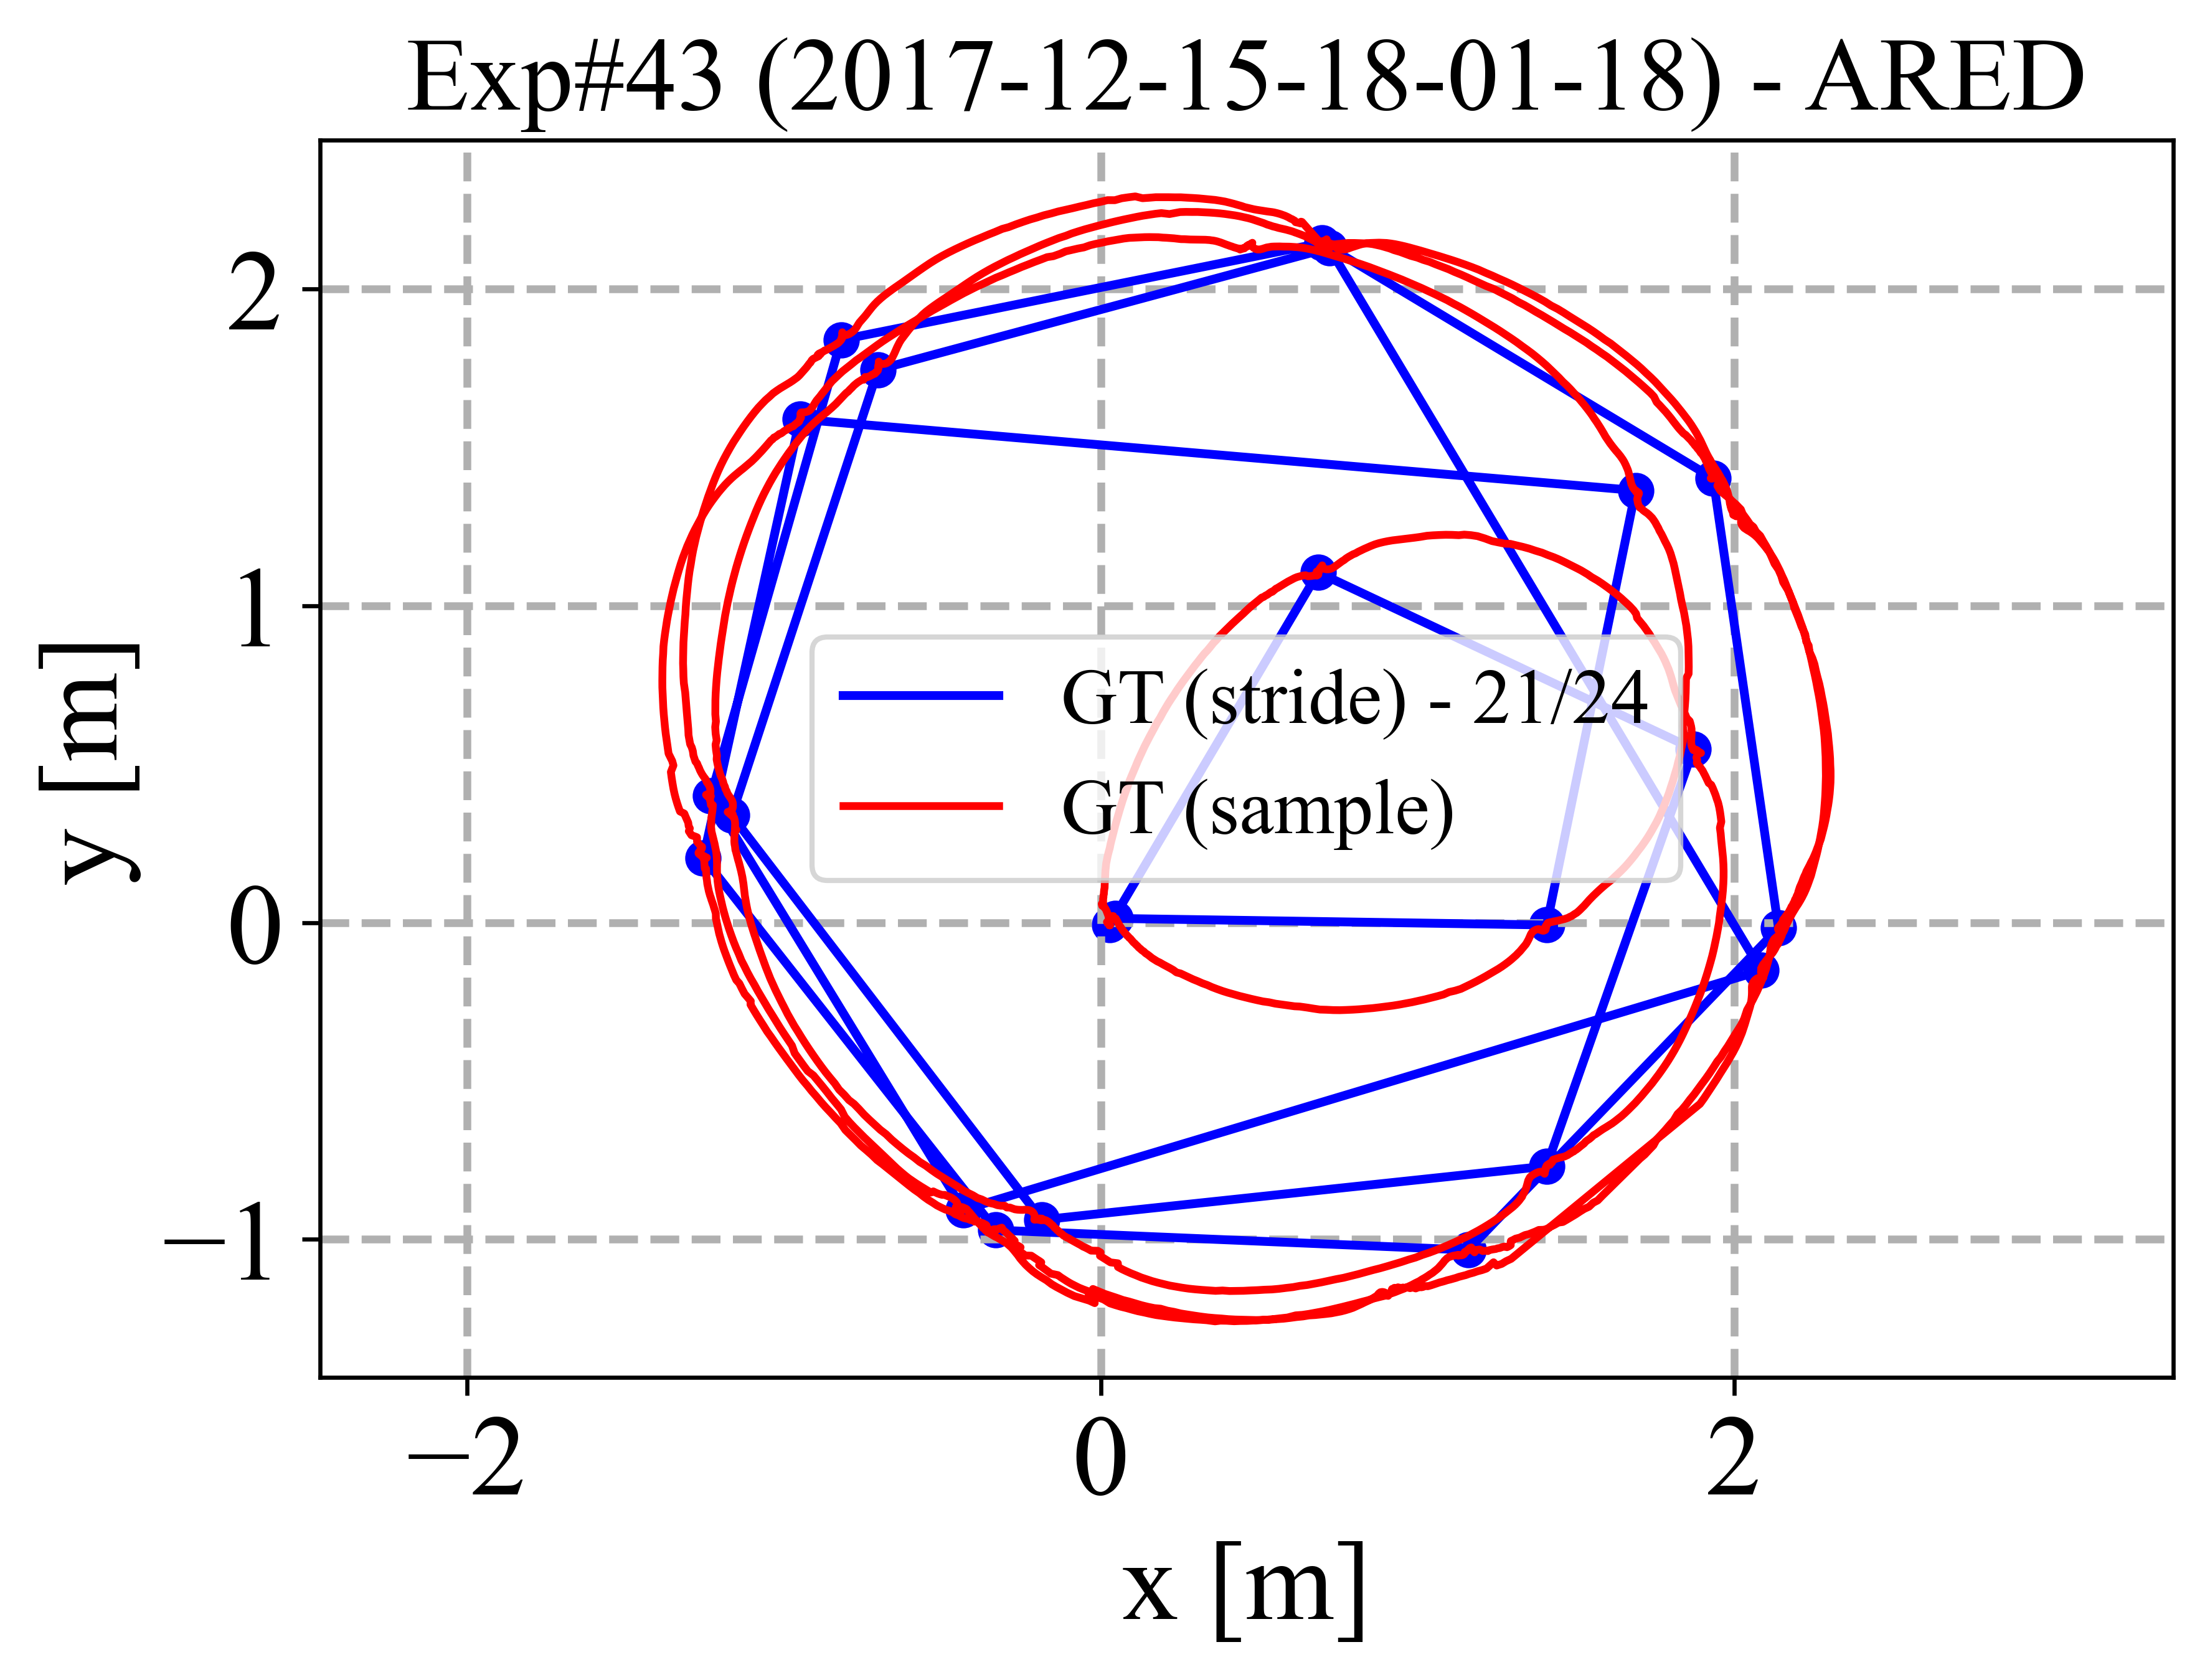 Exp#43 (2017-12-15-18-01-18) - ARED
y [m]
2
1
0
−1
GT (stride) - 21/24
GT (sample)
−2
0
2
x [m]